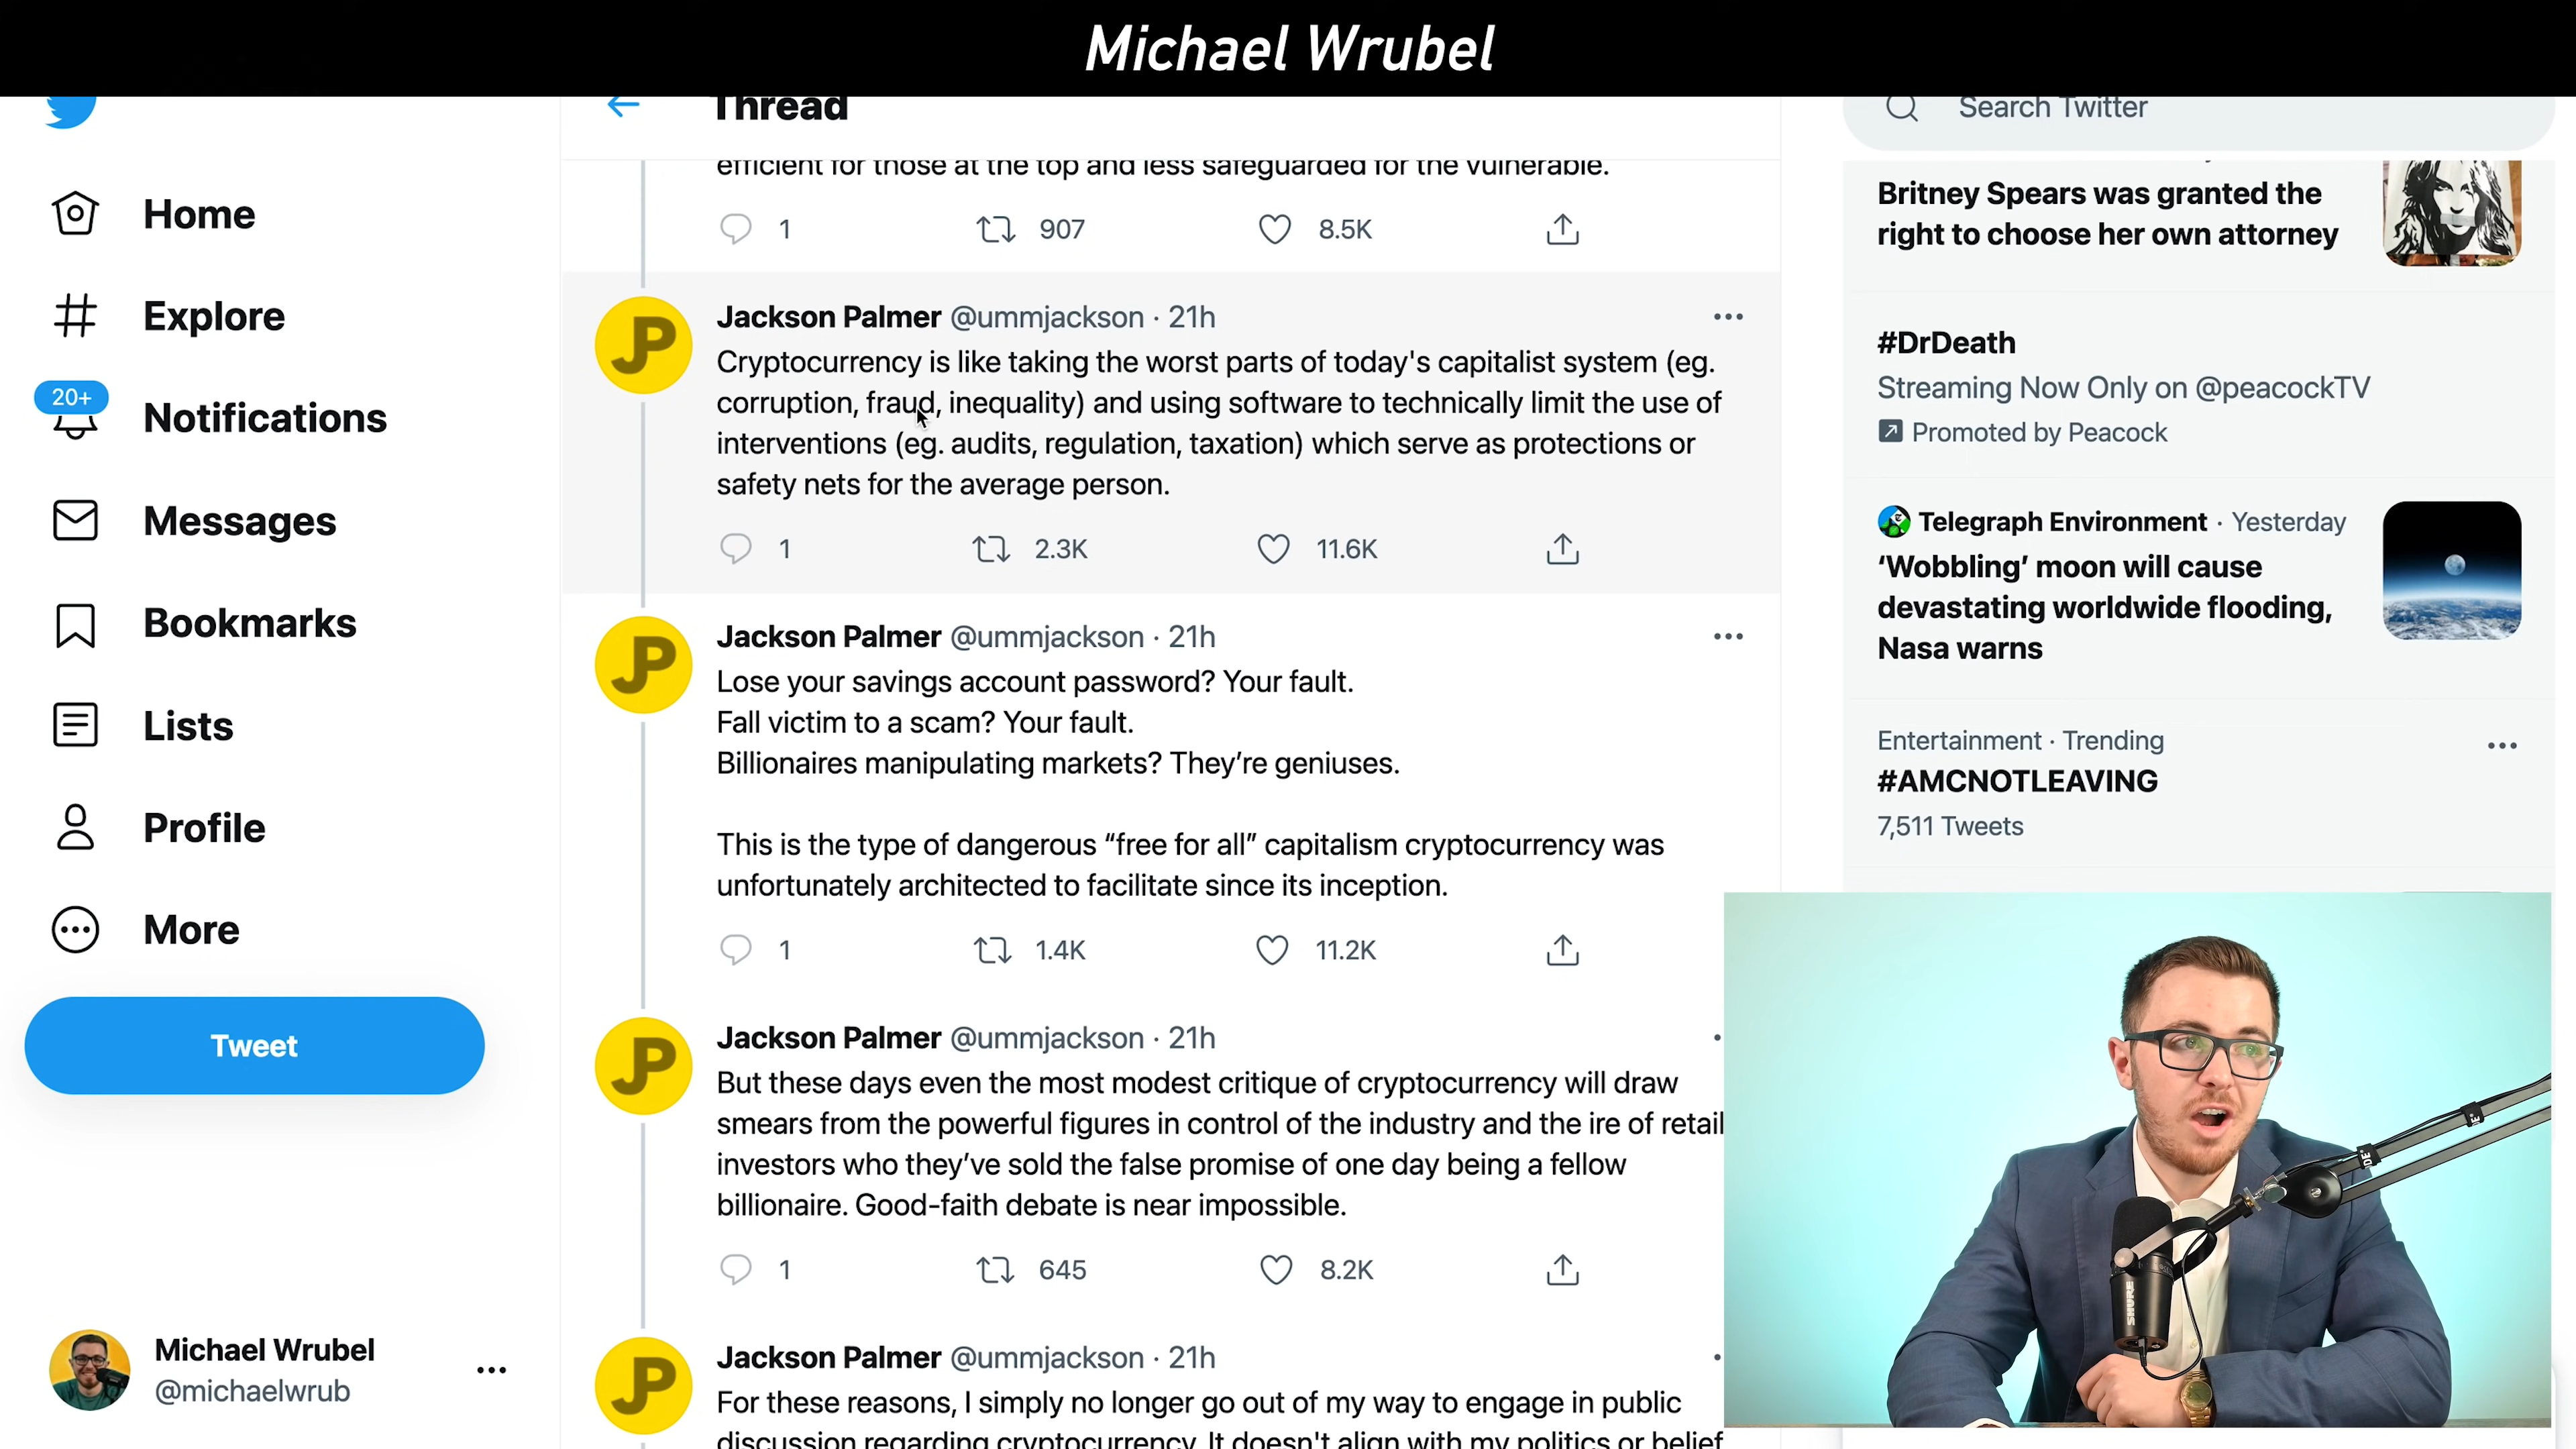 Michael Wrubel
Thread
Search Twitter
Home
Explore
20+
Notifications
Messages
Bookmarks
Lists
Profile
More
Tweet
Michael Wrubel
@michaelwrub
efficient for those at the top and less safeguarded for the vulnerable.
1 907 8.5K
Jackson Palmer @ummjackson · 21h
Cryptocurrency is like taking the worst parts of today's capitalist system (eg.
corruption, fraud, inequality) and using software to technically limit the use of
interventions (eg. audits, regulation, taxation) which serve as protections or
safety nets for the average person.
1 2.3K 11.6K
Jackson Palmer @ummjackson · 21h
Lose your savings account password? Your fault.
Fall victim to a scam? Your fault.
Billionaires manipulating markets? They’re geniuses.
This is the type of dangerous “free for all” capitalism cryptocurrency was
unfortunately architected to facilitate since its inception.
1 1.4K 11.2K
Jackson Palmer @ummjackson · 21h
But these days even the most modest critique of cryptocurrency will draw
smears from the powerful figures in control of the industry and the ire of retail
investors who they’ve sold the false promise of one day being a fellow
billionaire. Good-faith debate is near impossible.
1 645 8.2K
Jackson Palmer @ummjackson · 21h
For these reasons, I simply no longer go out of my way to engage in public
discussion regarding cryptocurrency. It doesn't align with my politics or belief
Britney Spears was granted the
right to choose her own attorney
#DrDeath
Streaming Now Only on @peacockTV
Promoted by Peacock
Telegraph Environment · Yesterday
‘Wobbling’ moon will cause
devastating worldwide flooding,
Nasa warns
Entertainment · Trending
#AMCNOTLEAVING
7,511 Tweets
SHURE